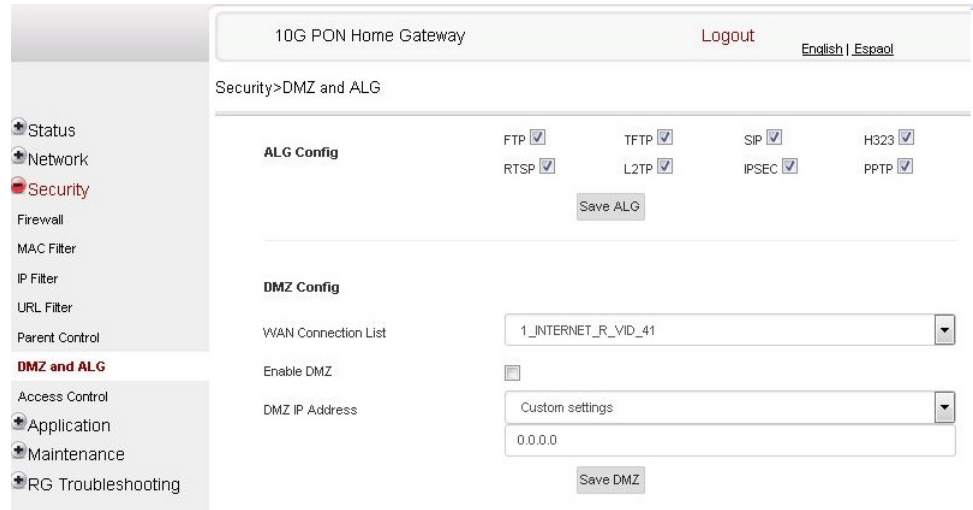 10G PON Home Gateway
Logout
English | Espaol
Security>DMZ and ALG
Status
Network
Security
Firewall
MAC Filter
IP Filter
URL Filter
Parent Control
DMZ and ALG
Access Control
Application
Maintenance
RG Troubleshooting
ALG Config
FTP TFTP SIP H323
RTSP L2TP IPSEC PPTP
Save ALG
DMZ Config
WAN Connection List 1_INTERNET_R_VID_41
Enable DMZ
DMZ IP Address Custom settings
0.0.0.0
Save DMZ